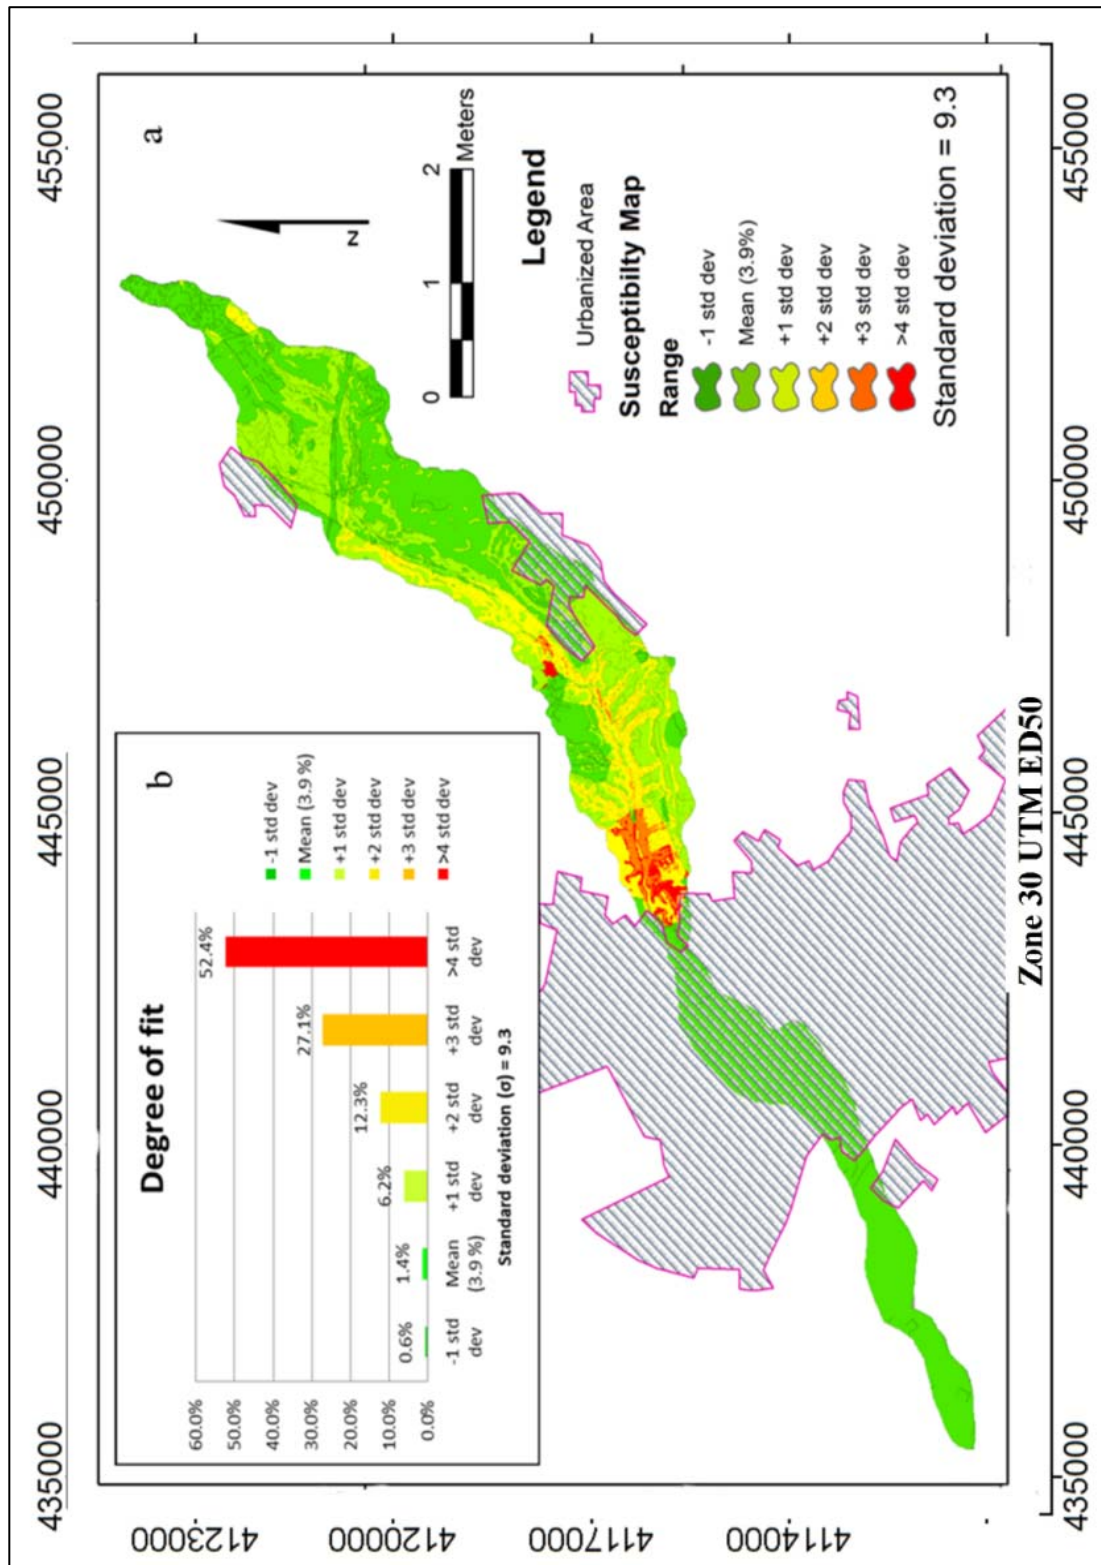 435000 440000 445000 450000 455000
4123000
4120000
4117000
4114000
b
Degree of fit
60.0%
50.0%
40.0%
30.0%
20.0%
10.0%
0.0%
0.6%
1.4%
6.2%
12.3%
27.1%
52.4%
-1 std dev
Mean (3.9 %)
+1 std dev
+2 std dev
+3 std dev
>4 std dev
Standard deviation (σ) = 9.3
-1 std dev
Mean (3.9 %)
+1 std dev
+2 std dev
+3 std dev
>4 std dev
a
N
0 1 2
Meters
Legend
Urbanized Area
Susceptibilty Map
Range
-1 std dev
Mean (3.9%)
+1 std dev
+2 std dev
+3 std dev
>4 std dev
Standard deviation = 9.3
Zone 30 UTM ED50
435000 440000 445000 450000 455000